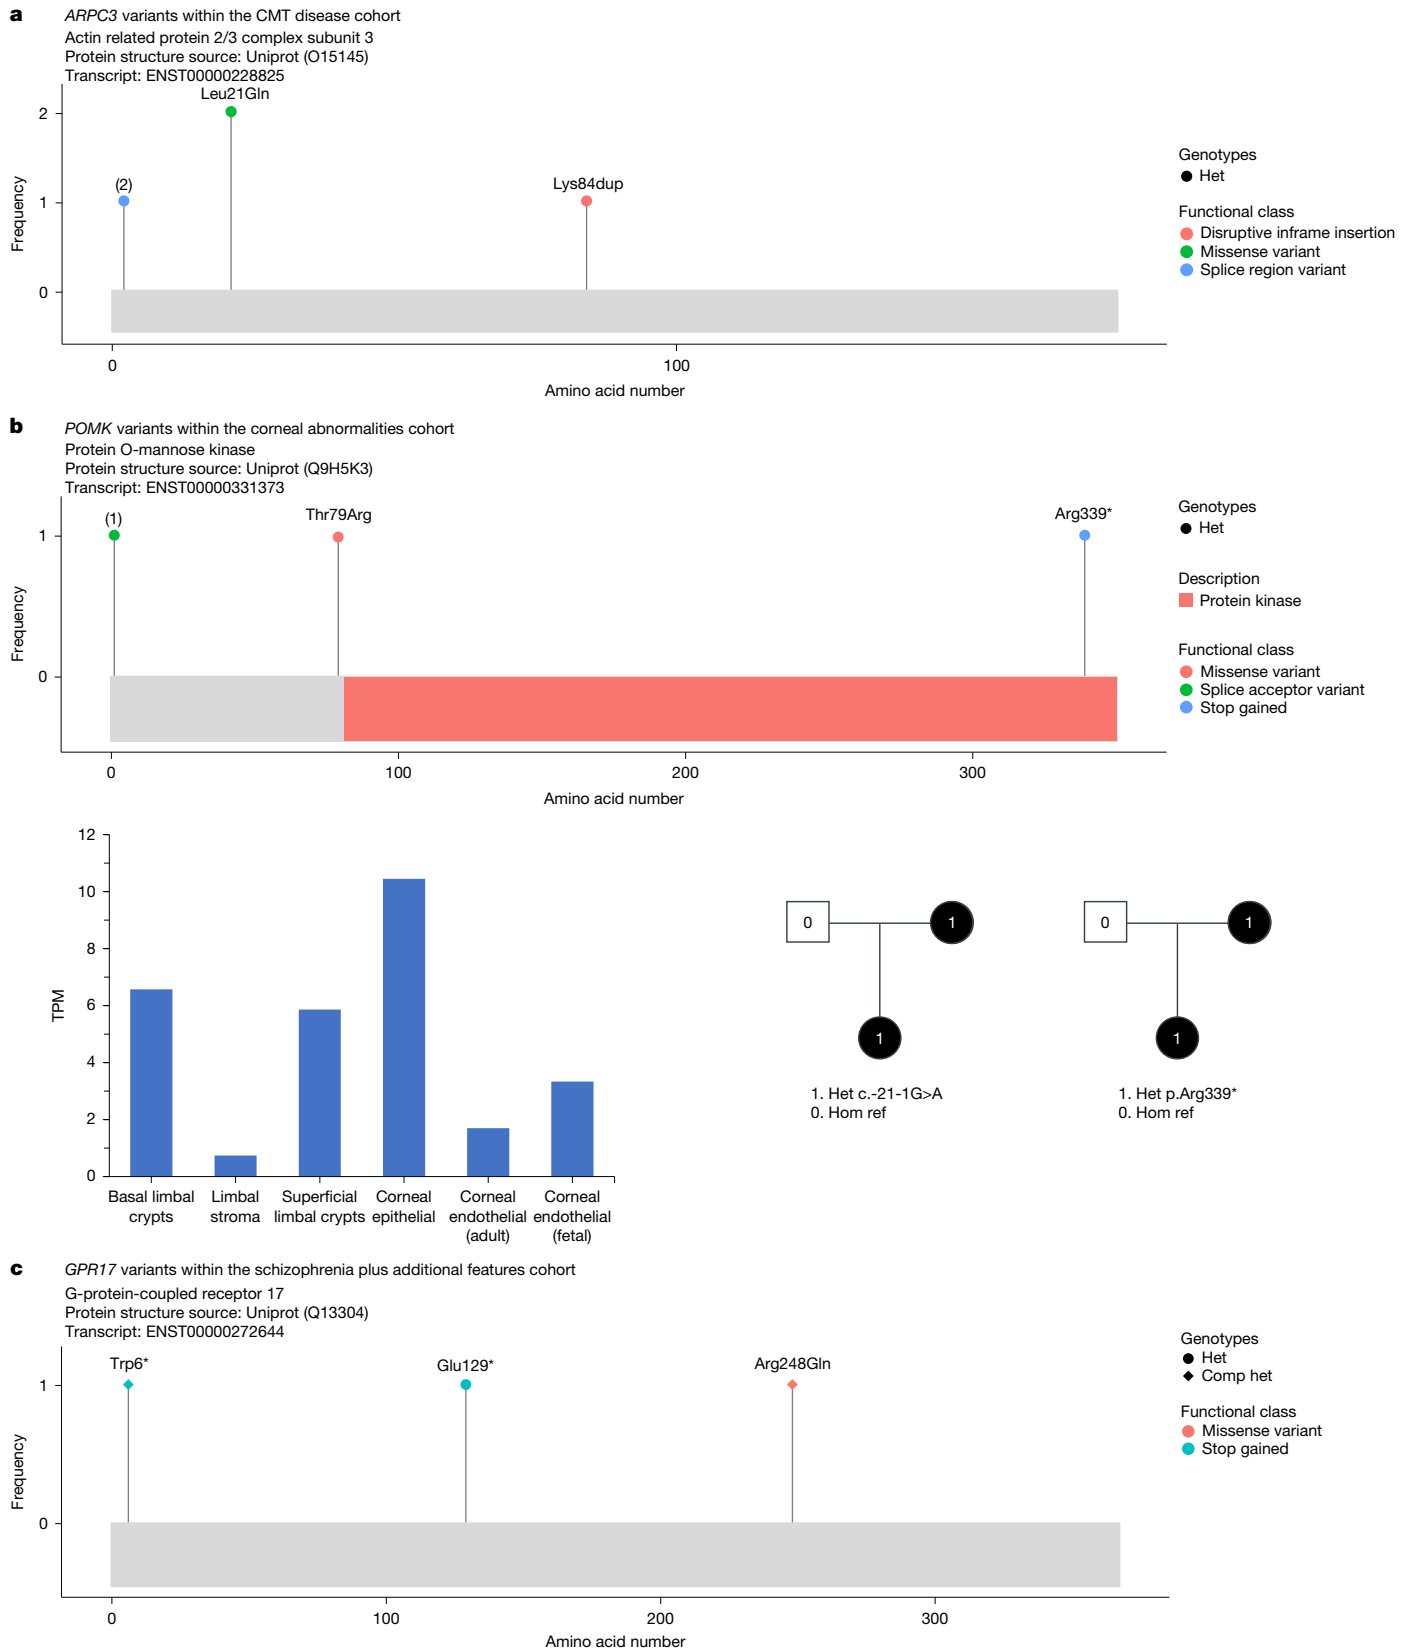 a
ARPC3 variants within the CMT disease cohort
Actin related protein 2/3 complex subunit 3
Protein structure source: Uniprot (O15145)
Transcript: ENST00000228825
Leu21Gln
(2)
Lys84dup
2
1
0
Frequency
0
100
Amino acid number
Genotypes
Het
Functional class
Disruptive inframe insertion
Missense variant
Splice region variant
b
POMK variants within the corneal abnormalities cohort
Protein O-mannose kinase
Protein structure source: Uniprot (Q9H5K3)
Transcript: ENST00000331373
(1)
Thr79Arg
Arg339*
1
0
Frequency
0
100
200
300
Amino acid number
Genotypes
Het
Description
Protein kinase
Functional class
Missense variant
Splice acceptor variant
Stop gained
12
10
8
6
4
2
0
TPM
Basal limbal
crypts
Limbal
stroma
Superficial
limbal crypts
Corneal
epithelial
Corneal
endothelial
(adult)
Corneal
endothelial
(fetal)
0
1
1
1. Het c.-21-1G>A
0. Hom ref
0
1
1
1. Het p.Arg339*
0. Hom ref
c
GPR17 variants within the schizophrenia plus additional features cohort
G-protein-coupled receptor 17
Protein structure source: Uniprot (Q13304)
Transcript: ENST00000272644
Trp6*
Glu129*
Arg248Gln
1
0
Frequency
0
100
200
300
Amino acid number
Genotypes
Het
Comp het
Functional class
Missense variant
Stop gained